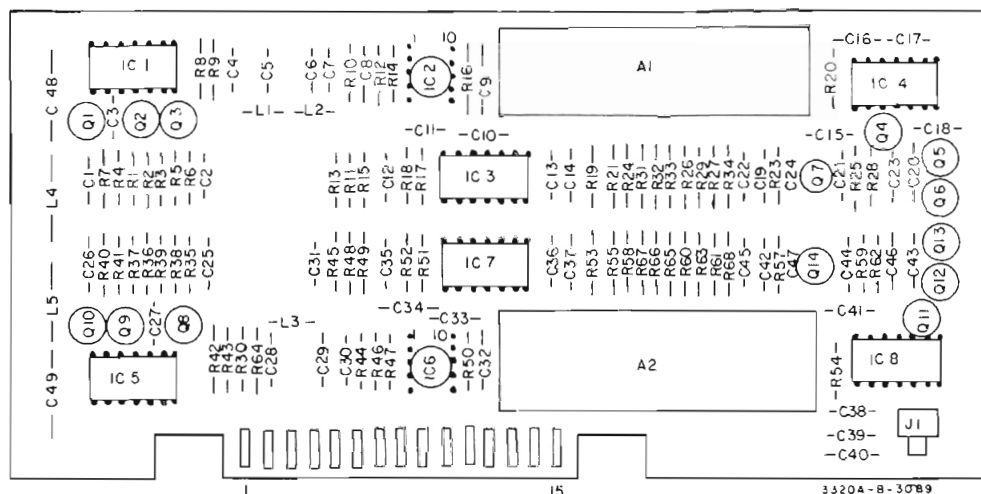 1 10
IC 1 R8 R9 C4 C5 C6 C7 R10 C8 R12 R14 IC2 R16 C9 A1 R20 C16 C17 IC 4
C48 L1 L2
Q1 C3 Q2 Q3 C11 C10 C15 Q4 C18
C1 R7 R4 R1 R2 R3 R5 R6 C2 R13 R11 R15 C12 R18 R17 IC 3 C13 C14 R19 R21 R24 R31 R32 R33 R26 R29 R27 R34 C22 C19 R23 C24 Q7 C21 R25 R28 C23 C20 Q5
L4 Q6
C26 R40 R41 R37 R36 R39 R38 R35 C25 C31 R45 R48 R49 C35 R52 R51 IC 7 C36 C37 R53 R55 R58 R67 R66 R65 R60 R63 R61 R68 C45 C42 R57 C47 Q14 C44 R59 R62 C46 C43 Q13
L5 Q12
Q10 Q9 C27 Q8 L3 C34 C33 C41 Q11
10
C49 IC 5 R42 R43 R30 R64 C28 C29 C30 R44 R46 R47 IC6 R50 C32 A2 R54 IC 8
C38
C39 J1
C40
1 15 3320A-B-3089